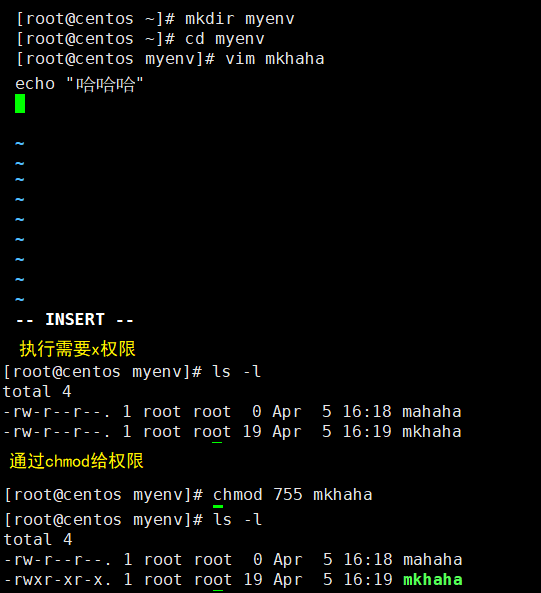 [root@centos ~]# mkdir myenv
[root@centos ~]# cd myenv
[root@centos myenv]# vim mkhaha
echo "哈哈哈"
~
~
~
~
~
~
~
~
~
-- INSERT --
执行需要x权限
[root@centos myenv]# ls -l
total 4
-rw-r--r--. 1 root root  0 Apr  5 16:18 mahaha
-rw-r--r--. 1 root root 19 Apr  5 16:19 mkhaha
通过chmod给权限
[root@centos myenv]# chmod 755 mkhaha
[root@centos myenv]# ls -l
total 4
-rw-r--r--. 1 root root  0 Apr  5 16:18 mahaha
-rwxr-xr-x. 1 root root 19 Apr  5 16:19 mkhaha